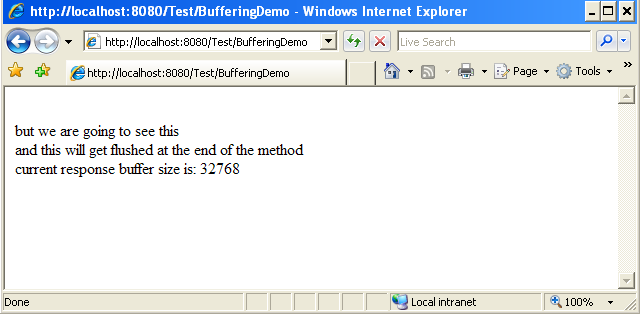 http://localhost:8080/Test/BufferingDemo - Windows Internet Explorer
http://localhost:8080/Test/BufferingDemo Live Search
http://localhost:8080/Test/BufferingDemo Page Tools »
but we are going to see this
and this will get flushed at the end of the method
current response buffer size is: 32768
Done Local intranet 100%